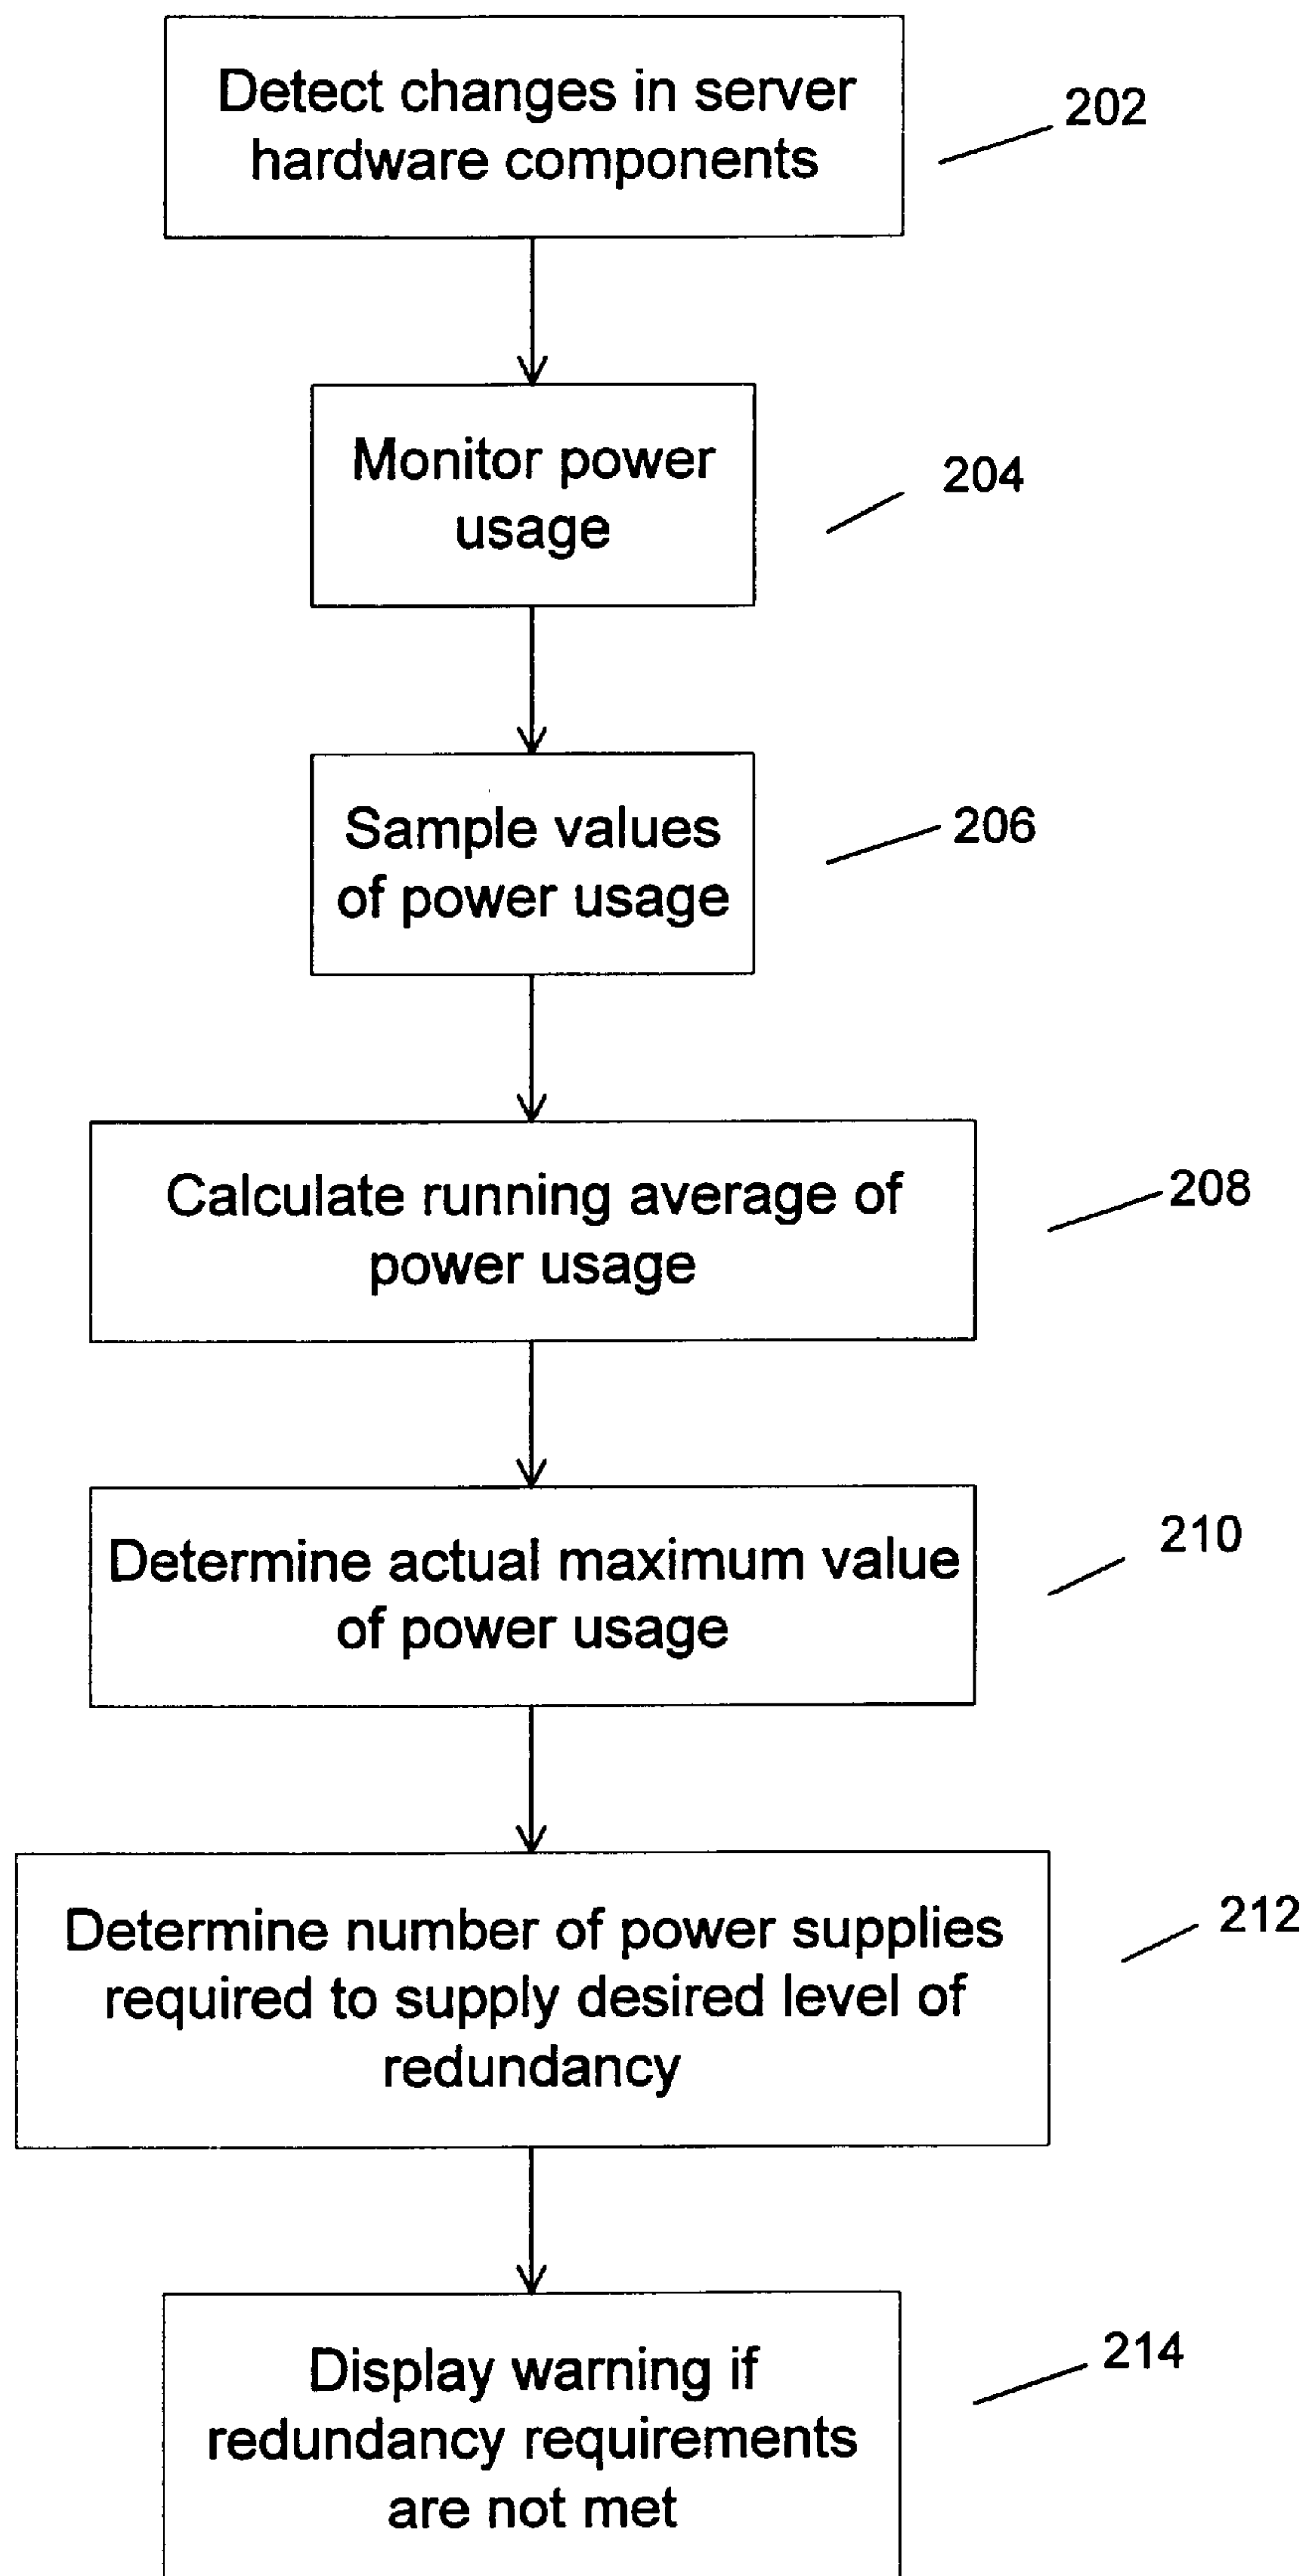 Detect changes in server
hardware components
202
Monitor power
usage
204
Sample values
of power usage
206
Calculate running average of
power usage
208
Determine actual maximum value
of power usage
210
Determine number of power supplies
required to supply desired level of
redundancy
212
Display warning if
redundancy requirements
are not met
214